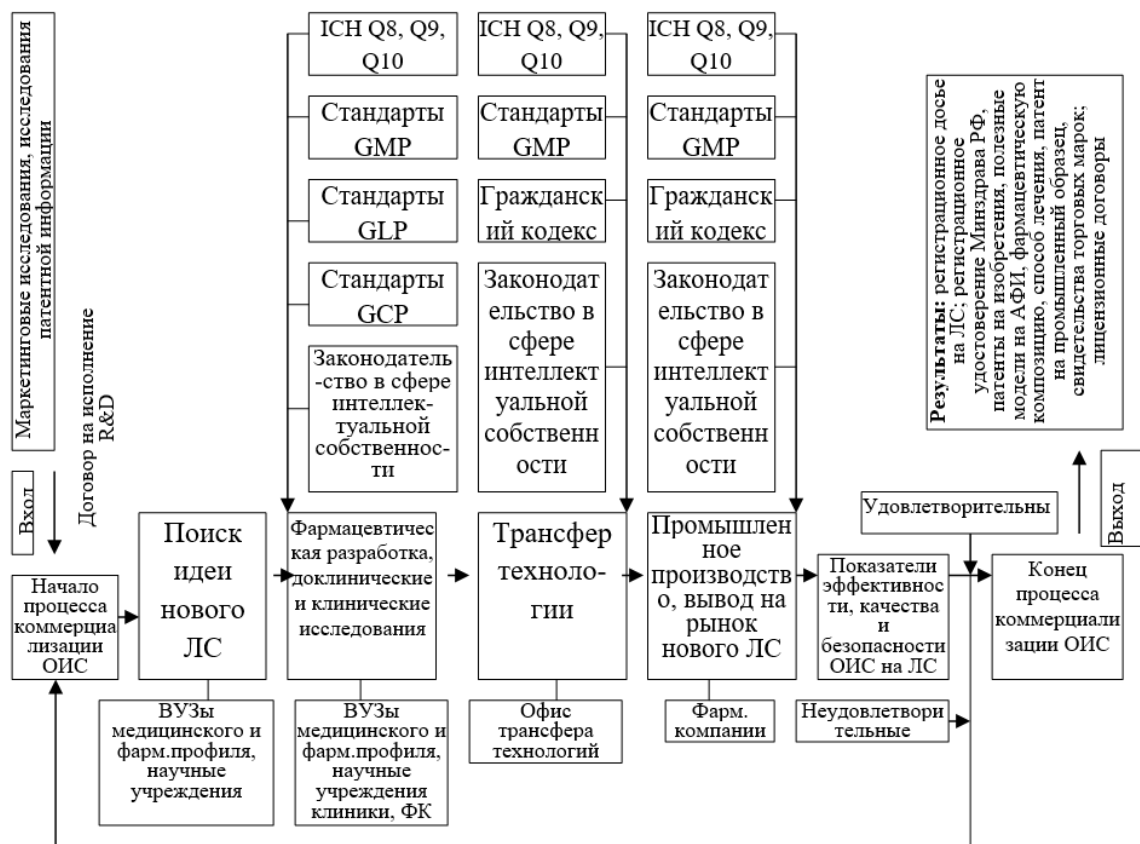 Маркетинговые исследования, исследования
патентной информации
Вход
Договор на исполнение
R&D
ICH Q8, Q9,
Q10
Стандарты
GMP
Стандарты
GLP
Стандарты
GCP
Законодатель
-ство в сфере
интеллек-
туальной
собственнос-
ти
ICH Q8, Q9,
Q10
Стандарты
GMP
Гражданск
ий кодекс
Законодат
ельство в
сфере
интеллект
уальной
собственн
ости
ICH Q8, Q9,
Q10
Стандарты
GMP
Гражданск
ий кодекс
Законодат
ельство в
сфере
интеллект
уальной
собственн
ости
Результаты: регистрационное досье
на ЛС; регистрационное
удостоверение Минздрава РФ,
патенты на изобретения, полезные
модели на АФИ, фармацевтическую
композицию, способ лечения, патент
на промышленный образец,
свидетельства торговых марок;
лицензионные договоры
Выход
Начало
процесса
коммерциа
лизации
ОИС
Поиск
идеи
нового
ЛС
Фармацевтичес
кая разработка,
доклинические
и клинические
исследования
Трансфер
техноло-
гии
Промышлен
ное
производств
о, вывод на
рынок
нового ЛС
Удовлетворительны
Показатели
эффективности
, качества
и
безопасности
ОИС на ЛС
Конец
процесса
коммерциали
зации ОИС
ВУЗы
медицинского и
фарм.профиля,
научные
учреждения
ВУЗы
медицинского и
фарм.профиля,
научные
учреждения
клиники, ФК
Офис
трансфера
технологий
Фарм.
компании
Неудовлетвори
тельные